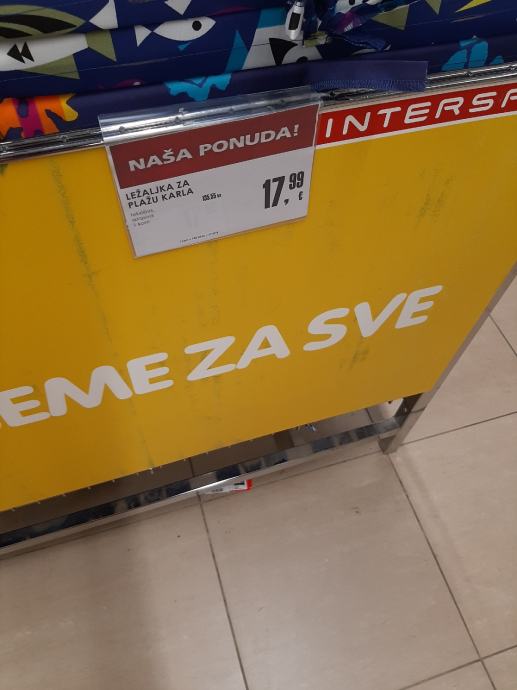 INTERSP
NAŠA PONUDA!
LEŽALJKA ZA
PLAŽU KARLA
17,99 €
EME ZA SVE